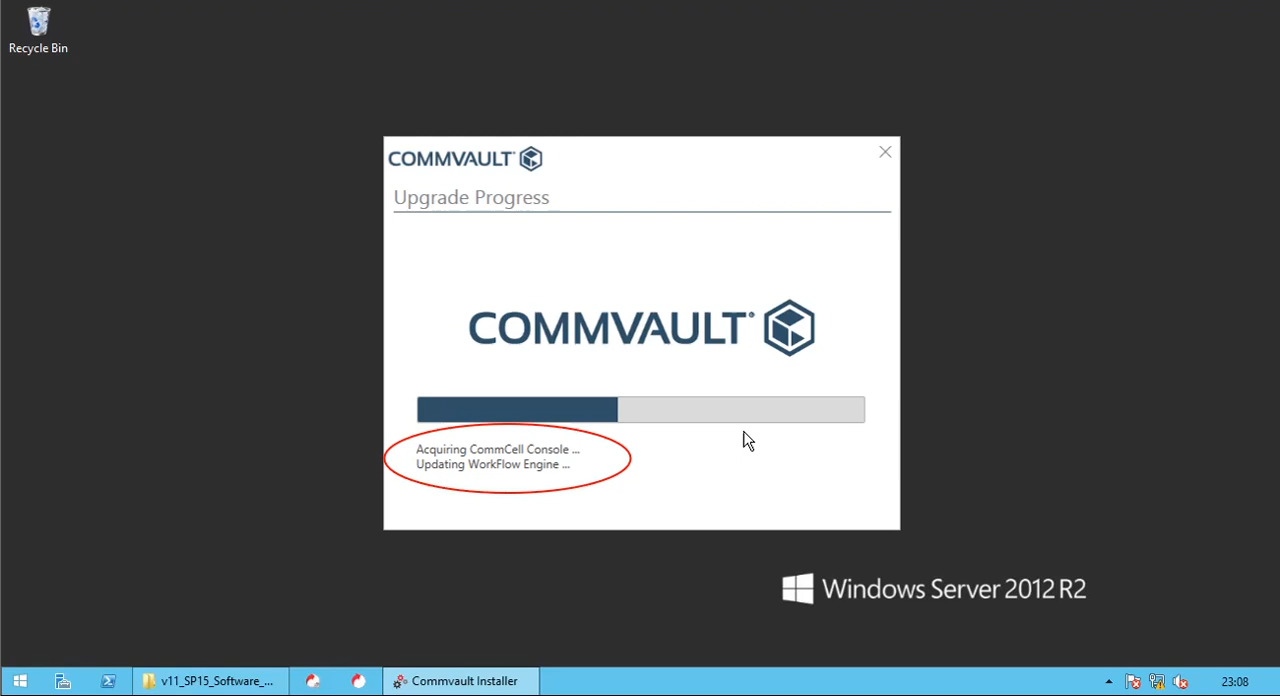 Recycle Bin
COMMVAULT
Upgrade Progress
COMMVAULT®
Acquiring CommCell Console ...
Updating WorkFlow Engine ...
Windows Server 2012 R2
v11_SP15_Software_...
Commvault Installer
23:08